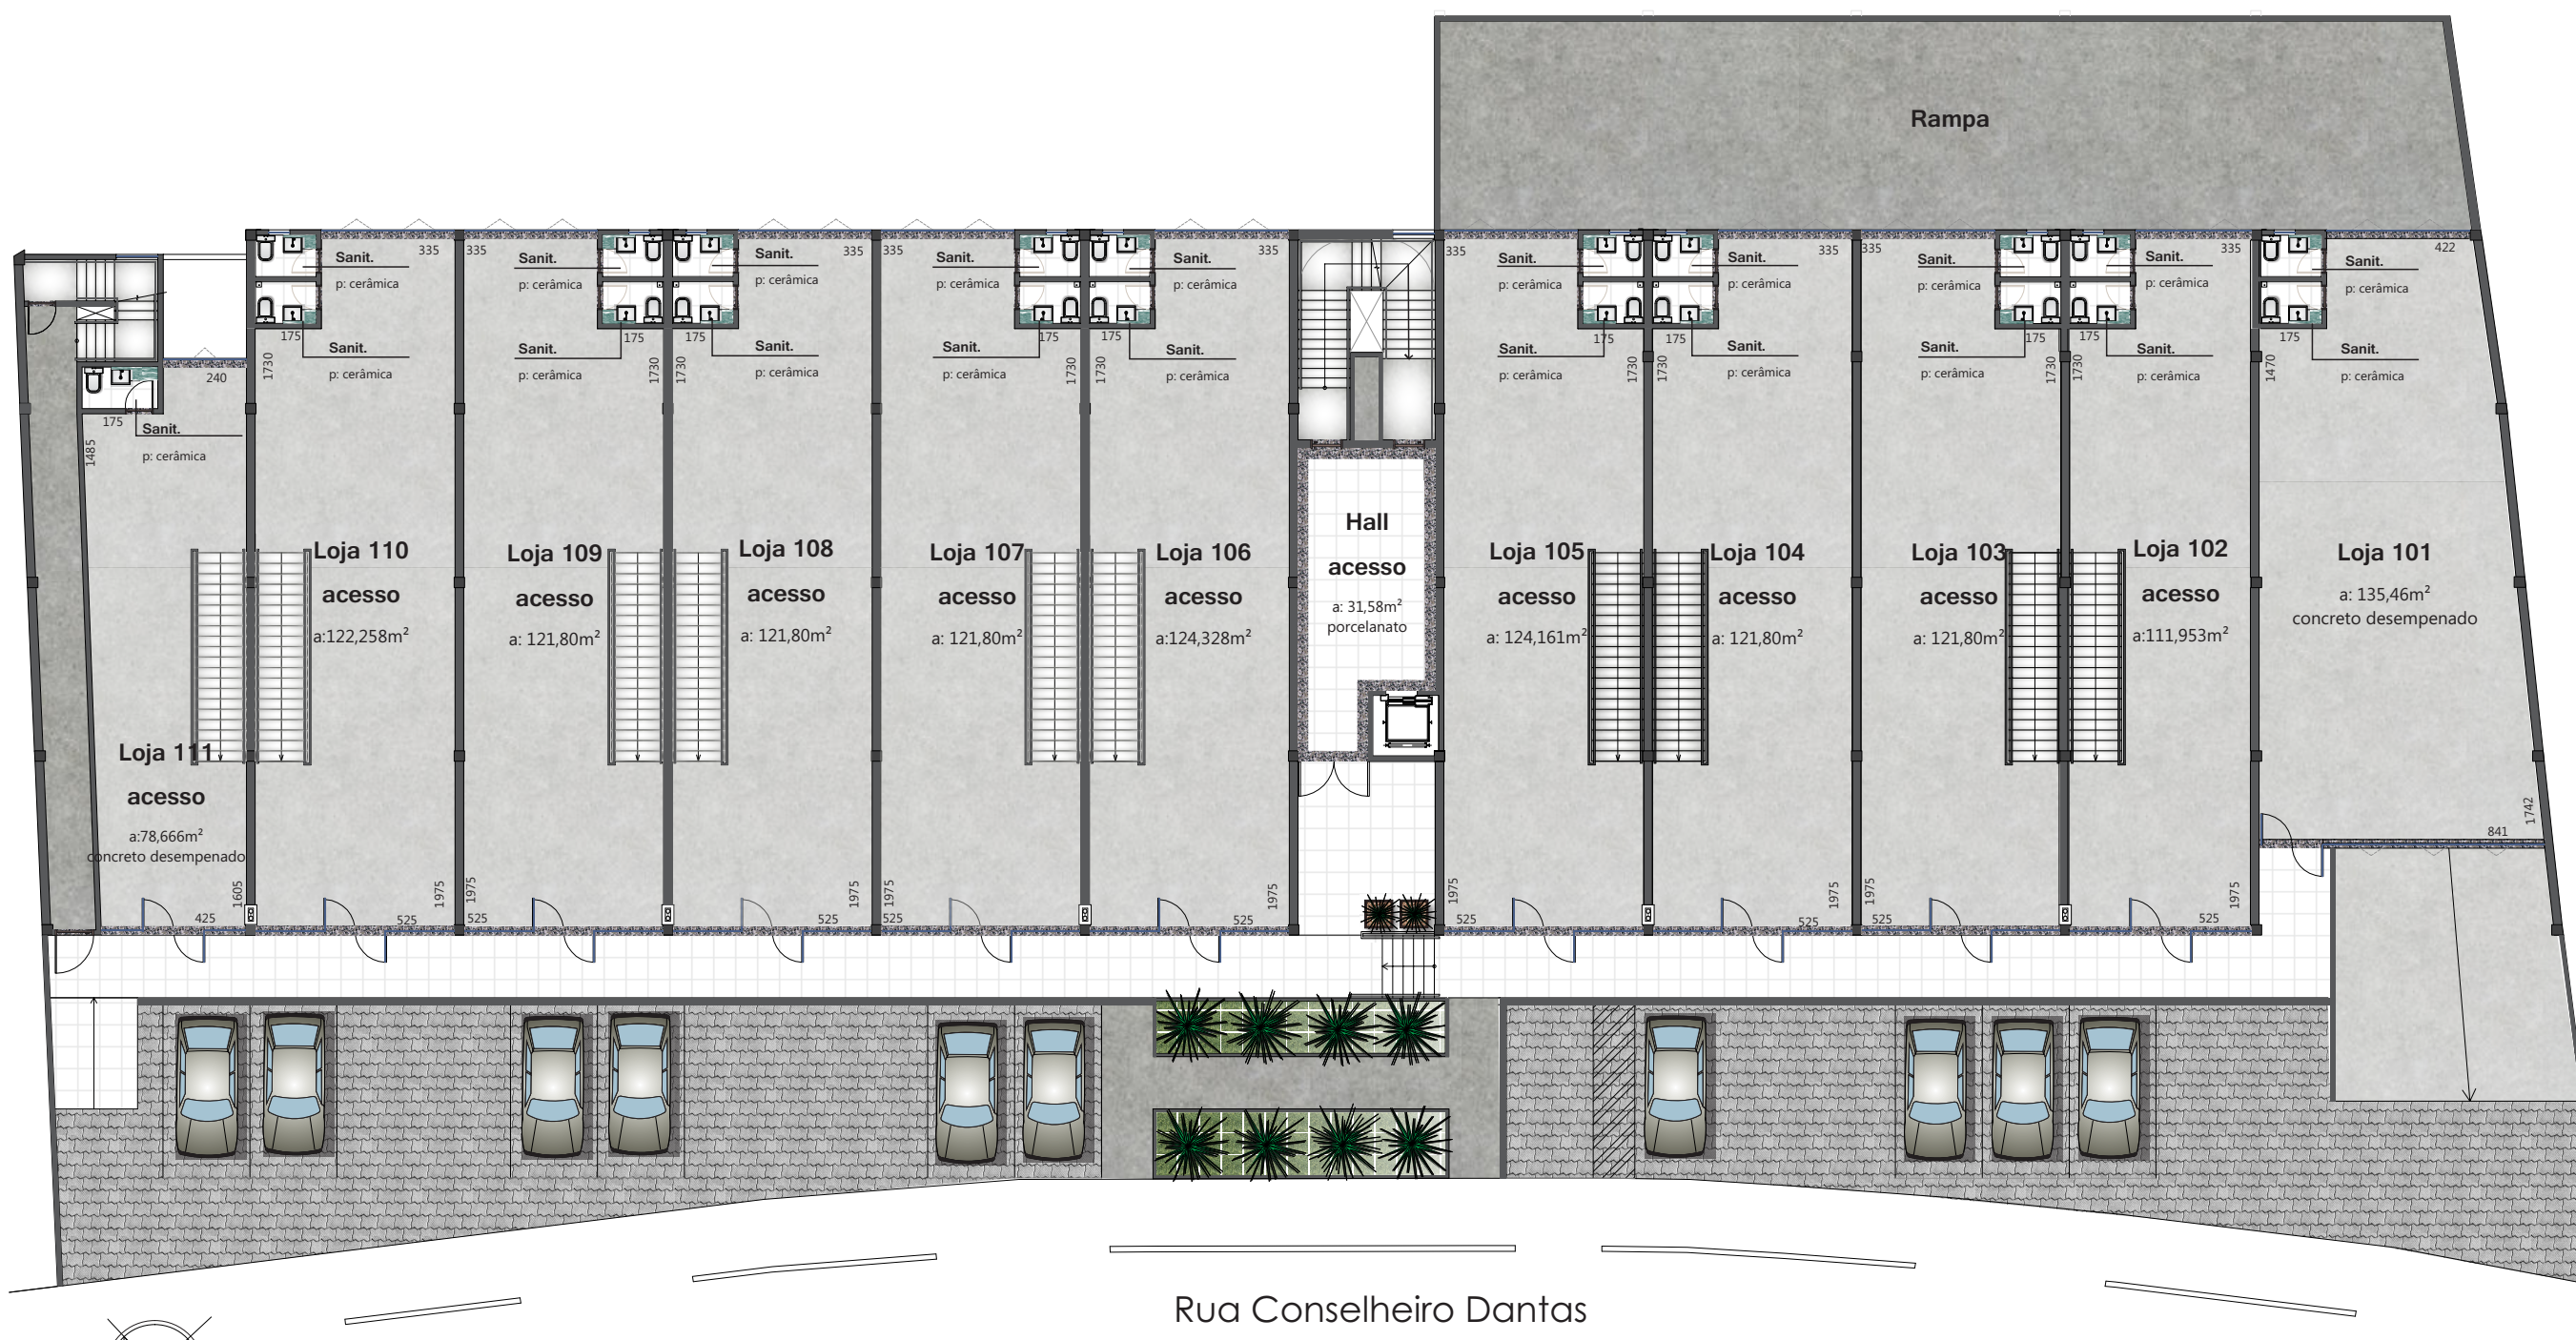 Rampa
335
335
335
335
335
335
335
335
335
422
Sanit.
p: cerâmica
Sanit.
p: cerâmica
Sanit.
p: cerâmica
Sanit.
p: cerâmica
Sanit.
p: cerâmica
Sanit.
p: cerâmica
Sanit.
p: cerâmica
Sanit.
p: cerâmica
Sanit.
p: cerâmica
Sanit.
p: cerâmica
175
175
175
175
175
175
175
175
175
175
Sanit.
p: cerâmica
Sanit.
p: cerâmica
Sanit.
p: cerâmica
Sanit.
p: cerâmica
Sanit.
p: cerâmica
Sanit.
p: cerâmica
Sanit.
p: cerâmica
Sanit.
p: cerâmica
Sanit.
p: cerâmica
Sanit.
p: cerâmica
240
1730
1730
1730
1730
1730
1730
1730
1730
1730
1470
175
Sanit.
p: cerâmica
1485
Loja 111
acesso
a:78,666m²
concreto desempenado
Loja 110
acesso
a:122,258m²
Loja 109
acesso
a: 121,80m²
Loja 108
acesso
a: 121,80m²
Loja 107
acesso
a: 121,80m²
Loja 106
acesso
a:124,328m²
Hall
acesso
a: 31,58m²
porcelanato
Loja 105
acesso
a: 124,161m²
Loja 104
acesso
a: 121,80m²
Loja 103
acesso
a: 121,80m²
Loja 102
acesso
a:111,953m²
Loja 101
a: 135,46m²
concreto desempenado
1742
841
1605
1975
1975
1975
1975
1975
1975
1975
1975
1975
425
525
525
525
525
525
525
525
525
525
Rua Conselheiro Dantas